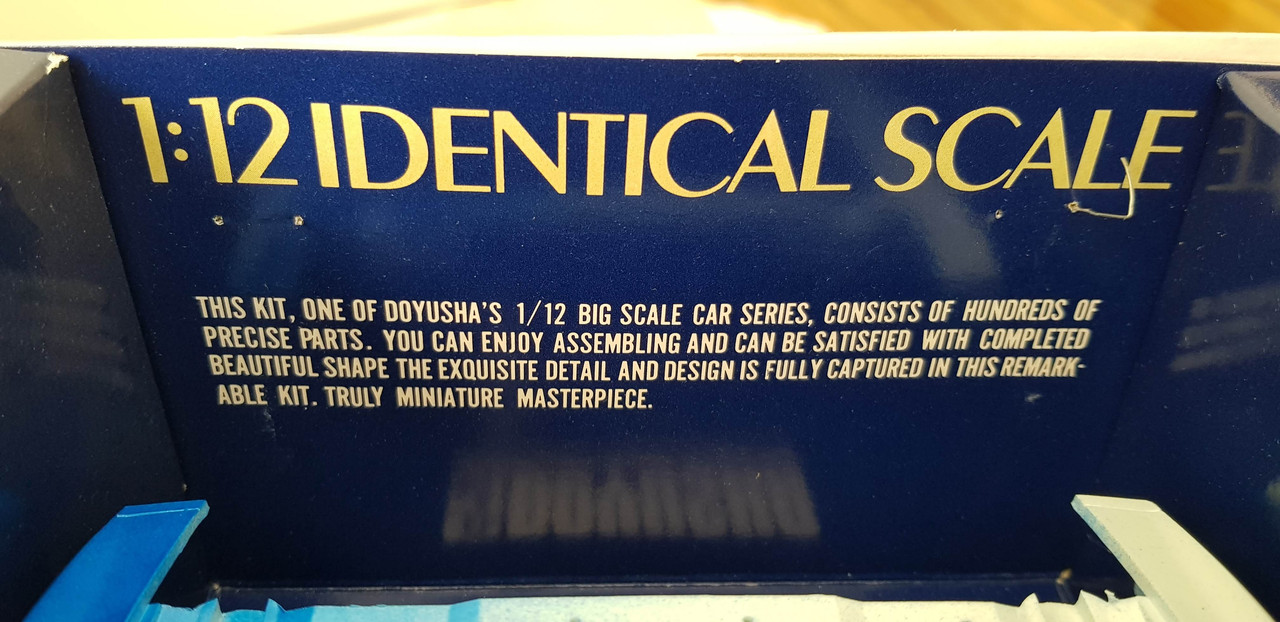 1:12 IDENTICAL SCALE
THIS KIT, ONE OF DOYUSHA'S 1/12 BIG SCALE CAR SERIES, CONSISTS OF HUNDREDS OF
PRECISE PARTS. YOU CAN ENJOY ASSEMBLING AND CAN BE SATISFIED WITH COMPLETED
BEAUTIFUL SHAPE THE EXQUISITE DETAIL AND DESIGN IS FULLY CAPTURED IN THIS REMARK-
ABLE KIT. TRULY MINIATURE MASTERPIECE.